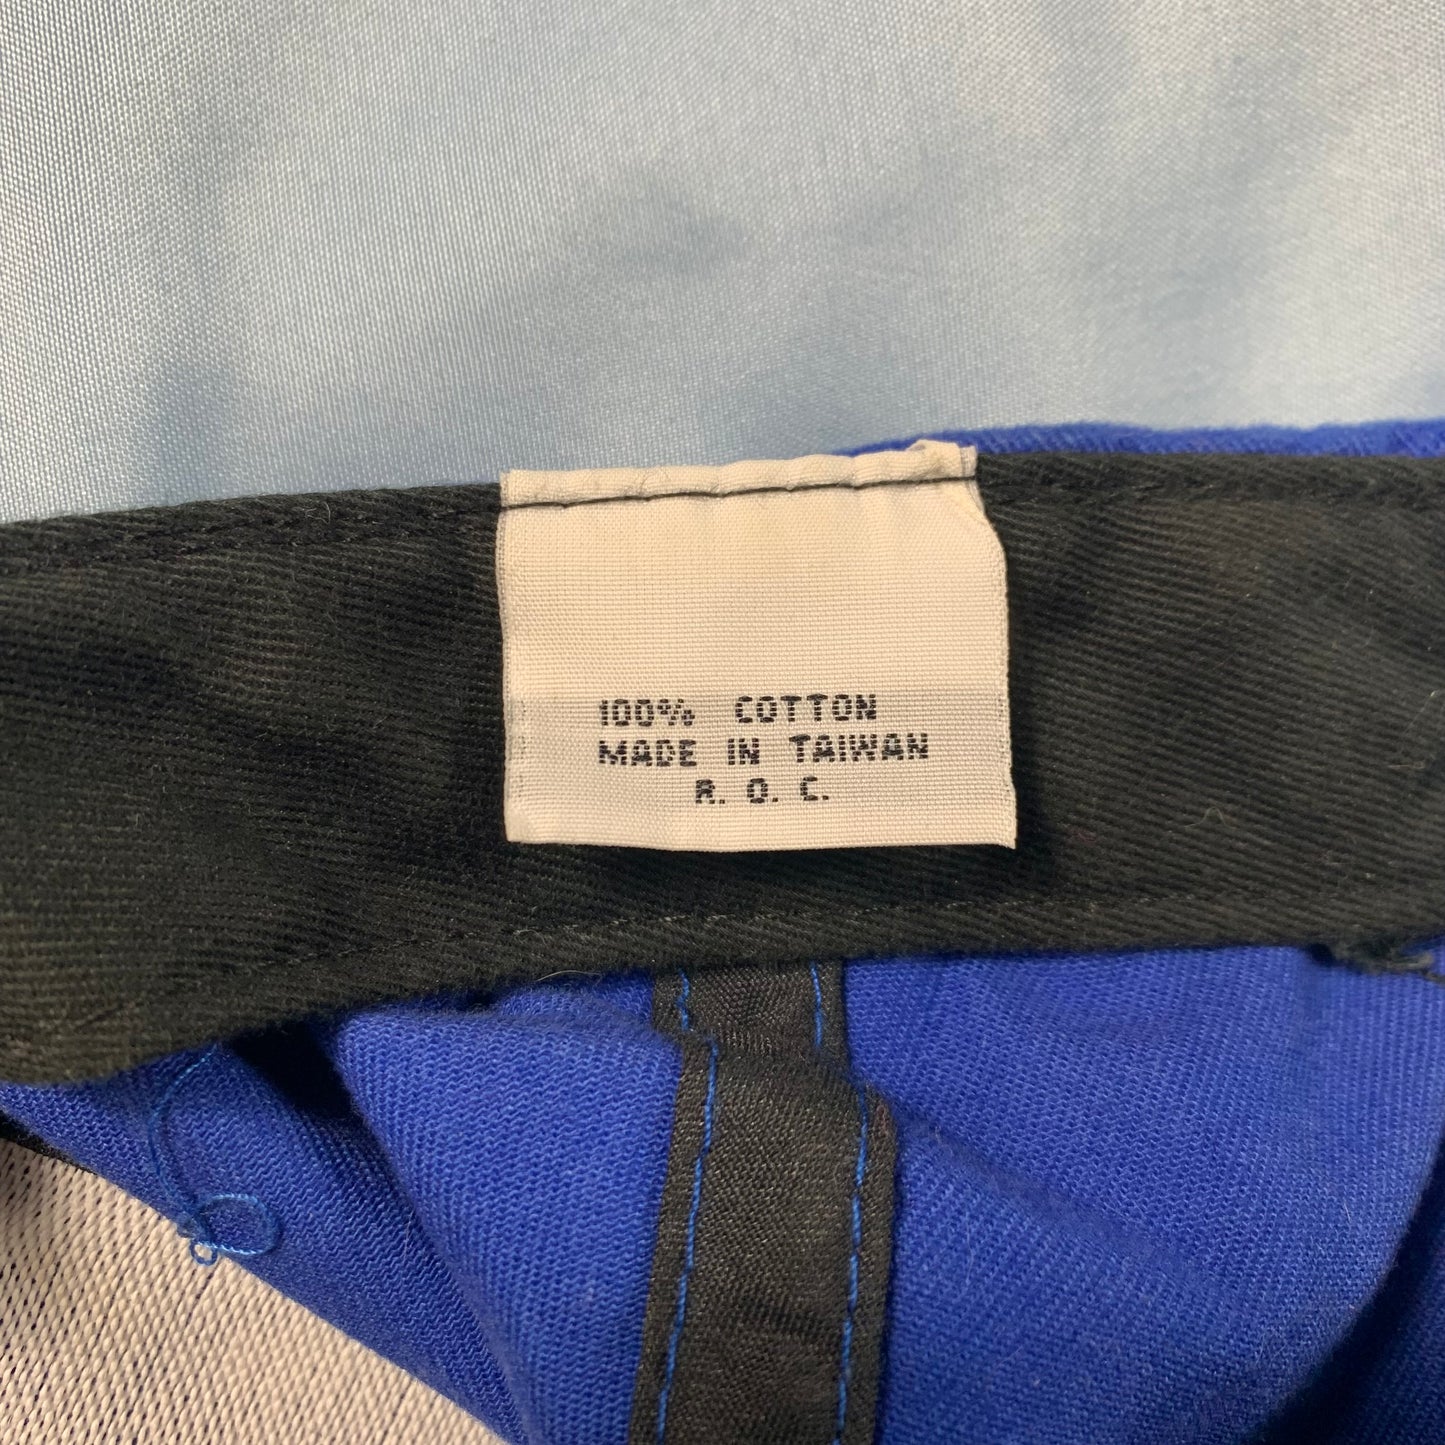 100% COTTON
MADE IN TAIWAN
R. O. C.